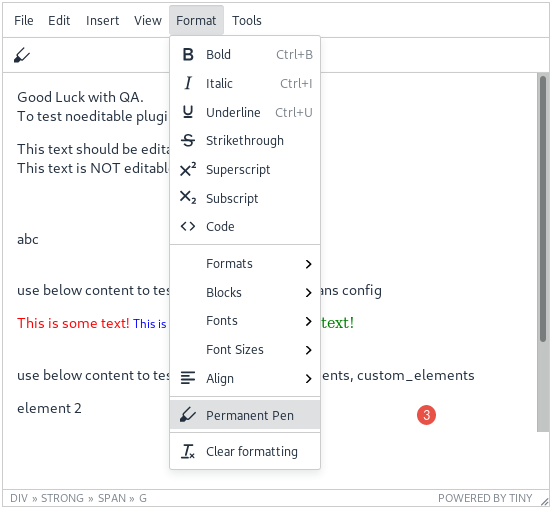 File Edit Insert View Format Tools
Bold Ctrl+B
Italic Ctrl+I
Underline Ctrl+U
Strikethrough
Superscript
Subscript
Code
Formats
Blocks
Fonts
Font Sizes
Align
Permanent Pen
Clear formatting
Good Luck with QA.
To test noeditable plugi
This text should be edita
This text is NOT editabl
abc
use below content to tes ans config
This is some text! This is text!
use below content to tes ents, custom_elements
element 2
3
DIV » STRONG » SPAN » G POWERED BY TINY